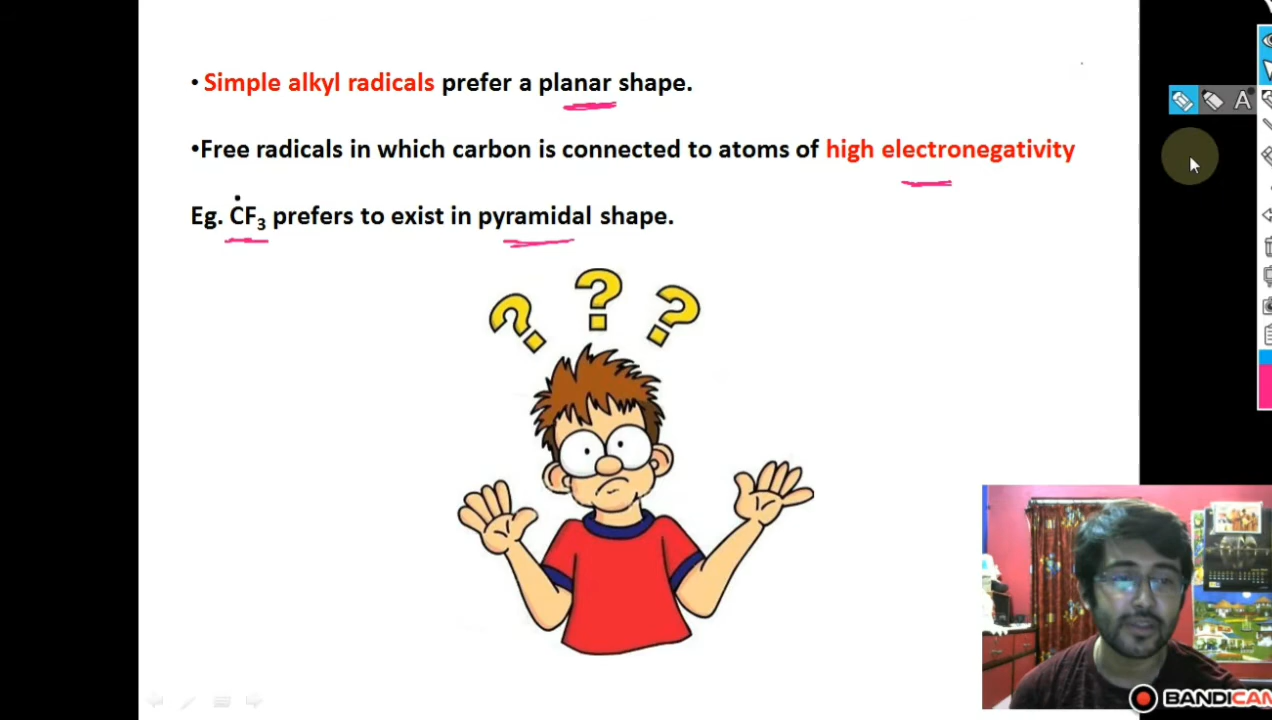 • Simple alkyl radicals prefer a planar shape.
•Free radicals in which carbon is connected to atoms of high electronegativity
Eg. ĊF₃ prefers to exist in pyramidal shape.
? ? ?
A
BANDICAM